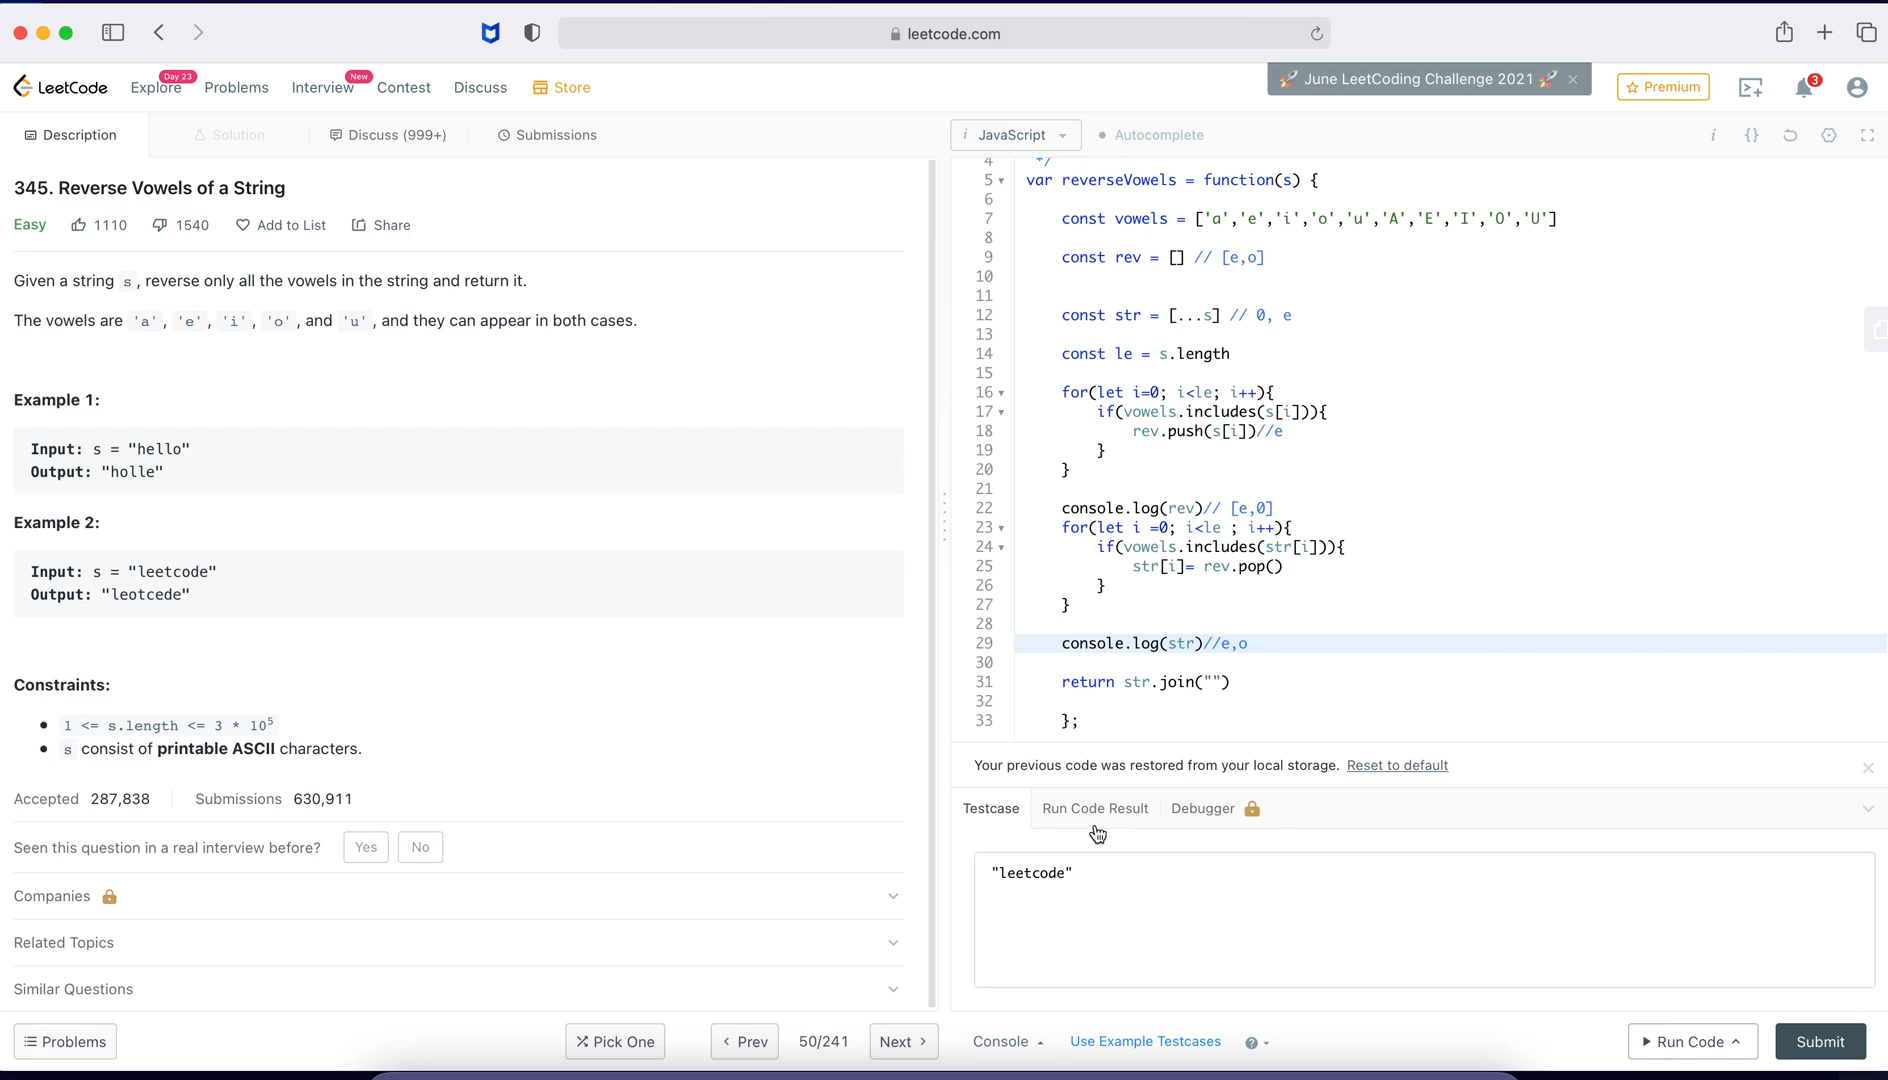 leetcode.com
LeetCode
Explore
Day 23
Problems
Interview
New
Contest
Discuss
Store
🚀 June LeetCoding Challenge 2021 🚀 ×
Premium
3
Description
Solution
Discuss (999+)
Submissions
345. Reverse Vowels of a String
Easy
1110
1540
Add to List
Share
Given a string s , reverse only all the vowels in the string and return it.
The vowels are 'a' , 'e' , 'i' , 'o' , and 'u' , and they can appear in both cases.
Example 1:
Input: s = "hello"
Output: "holle"
Example 2:
Input: s = "leetcode"
Output: "leotcede"
Constraints:
1 <= s.length <= 3 * 10⁵
s consist of printable ASCII characters.
Accepted 287,838
Submissions 630,911
Seen this question in a real interview before?
Yes
No
Companies
Related Topics
Similar Questions
Problems
Pick One
‹ Prev
50/241
Next ›
i JavaScript
Autocomplete
i
{}
4 */
5 var reverseVowels = function(s) {
6
7 const vowels = ['a','e','i','o','u','A','E','I','O','U']
8
9 const rev = [] // [e,o]
10
11
12 const str = [...s] // 0, e
13
14 const le = s.length
15
16 for(let i=0; i<le; i++){
17 if(vowels.includes(s[i])){
18 rev.push(s[i])//e
19 }
20 }
21
22 console.log(rev)// [e,0]
23 for(let i =0; i<le ; i++){
24 if(vowels.includes(str[i])){
25 str[i]= rev.pop()
26 }
27 }
28
29 console.log(str)//e,o
30
31 return str.join("")
32
33 };
Your previous code was restored from your local storage. Reset to default
Testcase
Run Code Result
Debugger
"leetcode"
Console
Use Example Testcases
?
Run Code
Submit